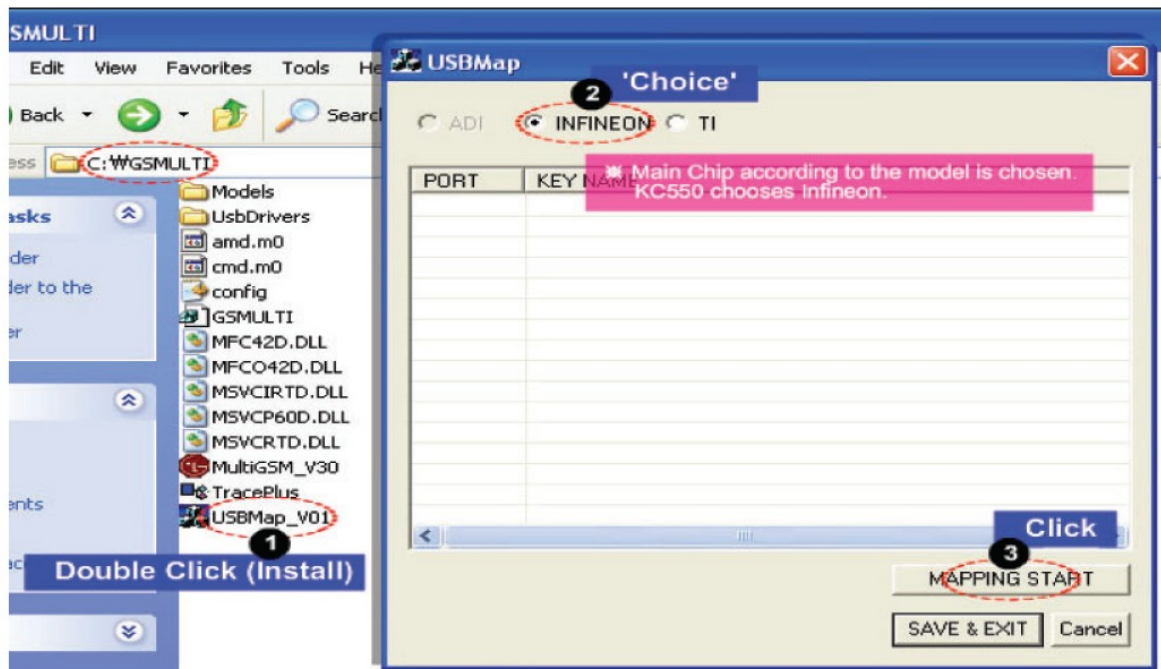 SMULTI
Edit View Favorites Tools He
Back Search
ess C:₩GSMULTI
asks
der
der to the
er
ents
ac
Models
UsbDrivers
amd.m0
cmd.m0
config
GSMULTI
MFC42D.DLL
MFCO42D.DLL
MSVCIRTD.DLL
MSVCP60D.DLL
MSVCRTD.DLL
MultiGSM_V30
TracePlus
USBMap_V01
1
Double Click (Install)
USBMap
2 'Choice'
ADI INFINEON TI
PORT KEY NAME
※ Main Chip according to the model is chosen.
KC550 chooses Infineon.
Click
3
MAPPING START
SAVE & EXIT Cancel